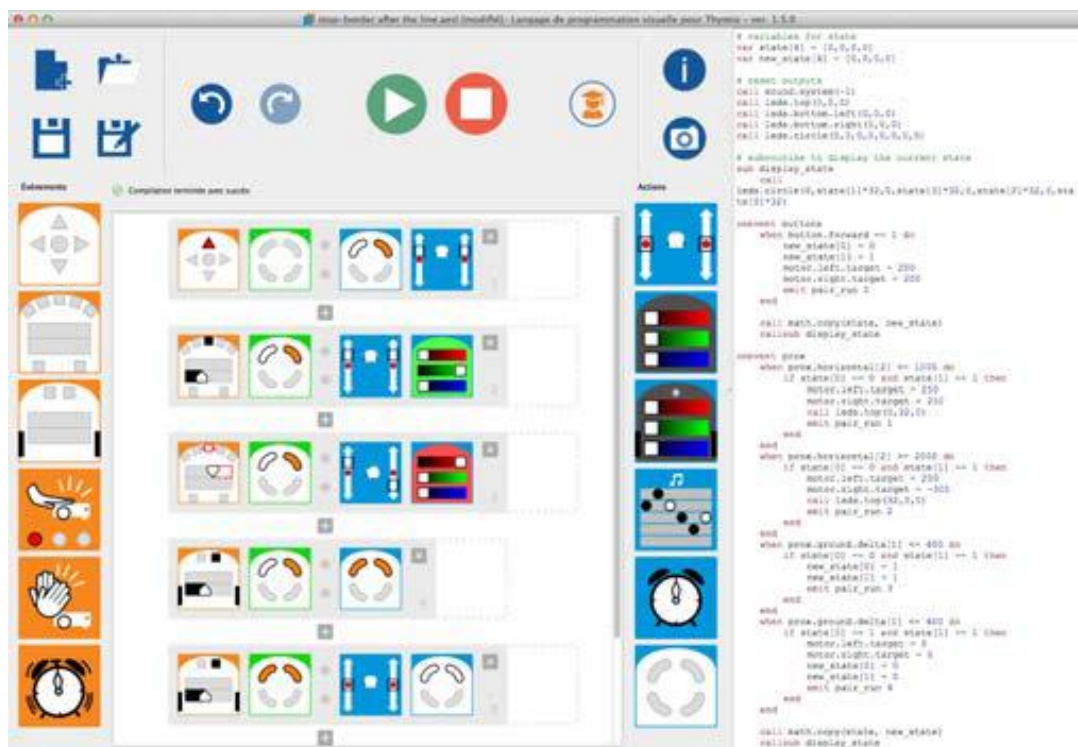 stop-border after the line.aesl (modifié)- Langage de programmation visuelle pour Thymio - ver. 1.5.0
Evénements
Compilation terminée avec succès
Actions
# variables for state
var state[4] = [0,0,0,0]
var new_state[4] = [0,0,0,0]
# reset outputs
call sound.system(-1)
call leds.top(0,0,0)
call leds.bottom.left(0,0,0)
call leds.bottom.right(0,0,0)
call leds.circle(0,0,0,0,0,0,0,0)
# subroutine to display the current state
sub display_state
call
leds.circle(0,state[1]*32,0,state[3]*32,0,state[2]*32,0,sta
te[0]*32)
onevent buttons
when button.forward == 1 do
new_state[0] = 0
new_state[1] = 1
motor.left.target = 200
motor.right.target = 200
emit pair_run 0
end
call math.copy(state, new_state)
callsub display_state
onevent prox
when prox.horizontal[2] <= 1000 do
if state[0] == 0 and state[1] == 1 then
motor.left.target = 250
motor.right.target = 250
call leds.top(0,32,0)
emit pair_run 1
end
end
when prox.horizontal[2] >= 2000 do
if state[0] == 0 and state[1] == 1 then
motor.left.target = 200
motor.right.target = -300
call leds.top(32,0,0)
emit pair_run 2
end
end
when prox.ground.delta[1] <= 400 do
if state[0] == 0 and state[1] == 1 then
new_state[0] = 1
new_state[1] = 1
emit pair_run 3
end
end
when prox.ground.delta[1] <= 400 do
if state[0] == 1 and state[1] == 1 then
motor.left.target = 0
motor.right.target = 0
new_state[0] = 0
new_state[1] = 0
emit pair_run 4
end
end
call math.copy(state, new_state)
callsub display_state